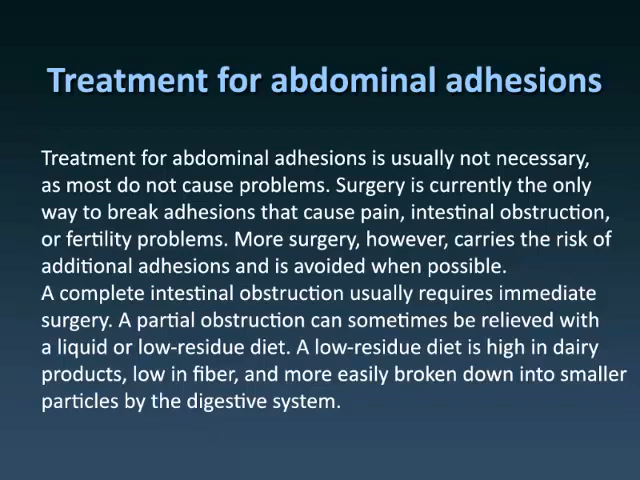 Treatment for abdominal adhesions
Treatment for abdominal adhesions is usually not necessary,
as most do not cause problems. Surgery is currently the only
way to break adhesions that cause pain, intestinal obstruction,
or fertility problems. More surgery, however, carries the risk of
additional adhesions and is avoided when possible.
A complete intestinal obstruction usually requires immediate
surgery. A partial obstruction can sometimes be relieved with
a liquid or low-residue diet. A low-residue diet is high in dairy
products, low in fiber, and more easily broken down into smaller
particles by the digestive system.